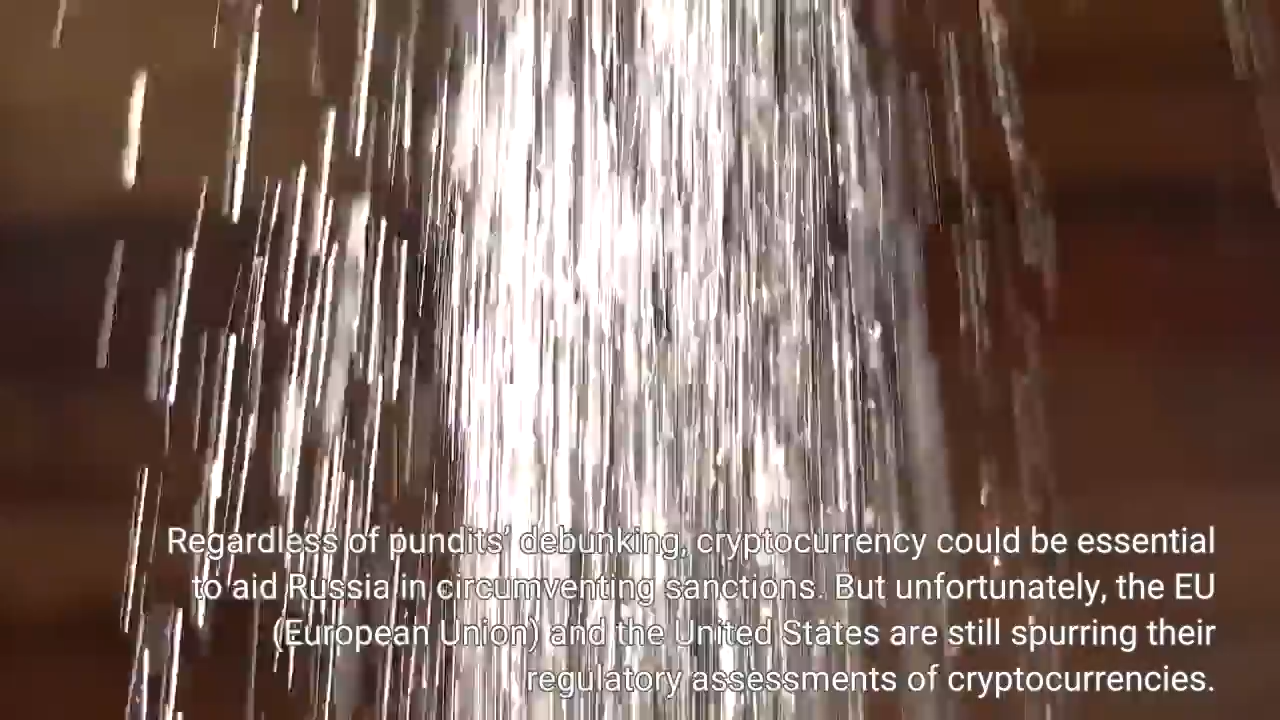 Regardless of pundits' debunking, cryptocurrency could be essential
to aid Russia in circumventing sanctions. But unfortunately, the EU
(European Union) and the United States are still spurring their
regulatory assessments of cryptocurrencies.